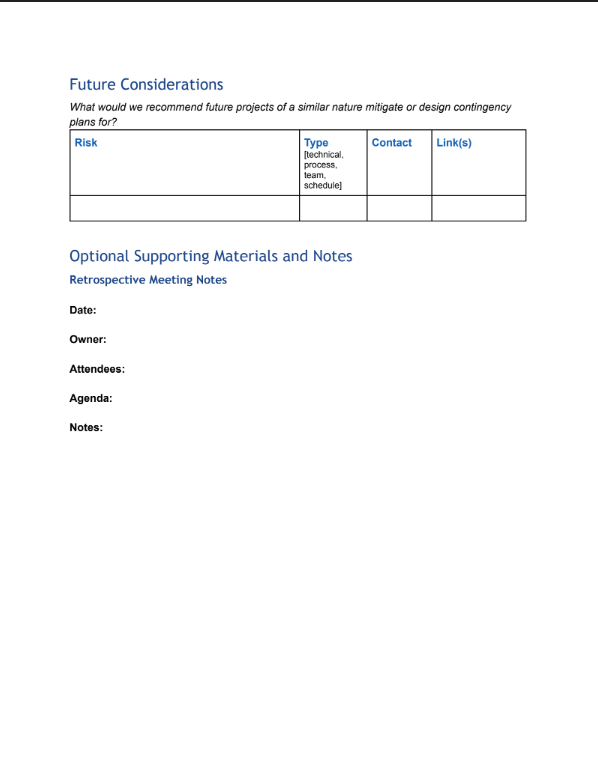 Future Considerations
What would we recommend future projects of a similar nature mitigate or design contingency
plans for?
Risk
Type
[technical,
process,
team,
schedule]
Contact
Link(s)
Optional Supporting Materials and Notes
Retrospective Meeting Notes
Date:
Owner:
Attendees:
Agenda:
Notes: